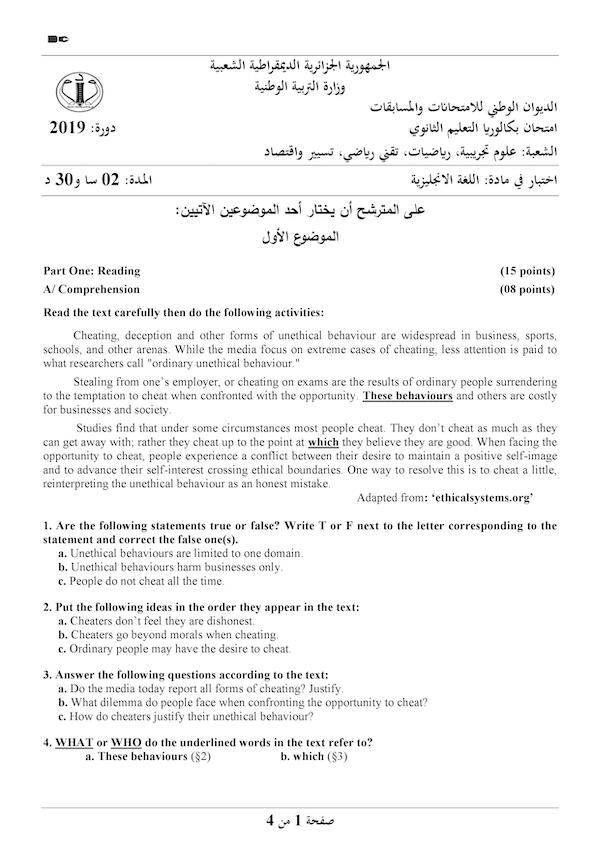 الجمهورية الجزائرية الديمقراطية الشعبية
وزارة التربية الوطنية
الديوان الوطني للامتحانات والمسابقات
امتحان بكالوريا التعليم الثانوي
دورة: 2019
الشعبة: علوم تجريبية، رياضيات، تقني رياضي، تسيير واقتصاد
اختبار في مادة: اللغة الانجليزية
المدة: 02 سا و30 د
على المترشح أن يختار أحد الموضوعين الآتيين:
الموضوع الأول
Part One: Reading (15 points)
A/ Comprehension (08 points)
Read the text carefully then do the following activities:
Cheating, deception and other forms of unethical behaviour are widespread in business, sports,
schools, and other arenas. While the media focus on extreme cases of cheating, less attention is paid to
what researchers call "ordinary unethical behaviour."
Stealing from one's employer, or cheating on exams are the results of ordinary people surrendering
to the temptation to cheat when confronted with the opportunity. These behaviours and others are costly
for businesses and society.
Studies find that under some circumstances most people cheat. They don't cheat as much as they
can get away with; rather they cheat up to the point at which they believe they are good. When facing the
opportunity to cheat, people experience a conflict between their desire to maintain a positive self-image
and to advance their self-interest crossing ethical boundaries. One way to resolve this is to cheat a little,
reinterpreting the unethical behaviour as an honest mistake.
Adapted from: 'ethicalsystems.org'
1. Are the following statements true or false? Write T or F next to the letter corresponding to the
statement and correct the false one(s).
a. Unethical behaviours are limited to one domain.
b. Unethical behaviours harm businesses only.
c. People do not cheat all the time.
2. Put the following ideas in the order they appear in the text:
a. Cheaters don't feel they are dishonest.
b. Cheaters go beyond morals when cheating.
c. Ordinary people may have the desire to cheat.
3. Answer the following questions according to the text:
a. Do the media today report all forms of cheating? Justify.
b. What dilemma do people face when confronting the opportunity to cheat?
c. How do cheaters justify their unethical behaviour?
4. WHAT or WHO do the underlined words in the text refer to?
a. These behaviours (§2) b. which (§3)
صفحة 1 من 4